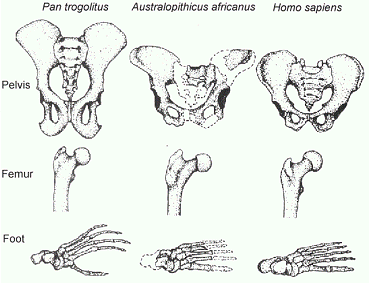 Pan trogolitus Australopithicus africanus Homo sapiens
Pelvis
Femur
Foot